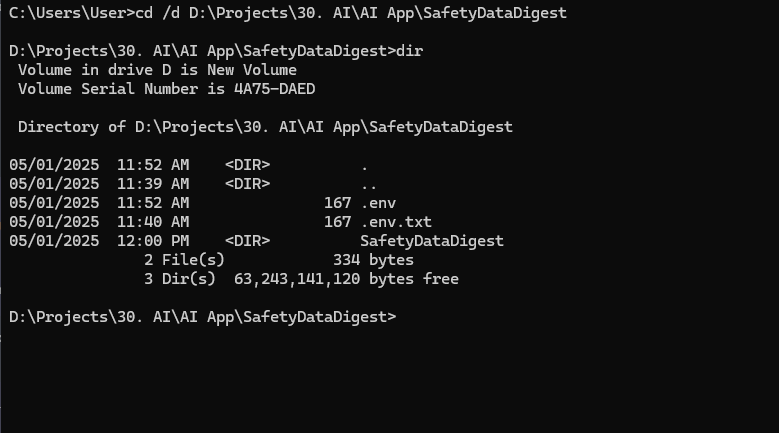 C:\Users\User>cd /d D:\Projects\30. AI\AI App\SafetyDataDigest
D:\Projects\30. AI\AI App\SafetyDataDigest>dir
 Volume in drive D is New Volume
 Volume Serial Number is 4A75-DAED
 Directory of D:\Projects\30. AI\AI App\SafetyDataDigest
05/01/2025  11:52 AM    <DIR>          .
05/01/2025  11:39 AM    <DIR>          ..
05/01/2025  11:52 AM               167 .env
05/01/2025  11:40 AM               167 .env.txt
05/01/2025  12:00 PM    <DIR>          SafetyDataDigest
               2 File(s)            334 bytes
               3 Dir(s)  63,243,141,120 bytes free
D:\Projects\30. AI\AI App\SafetyDataDigest>